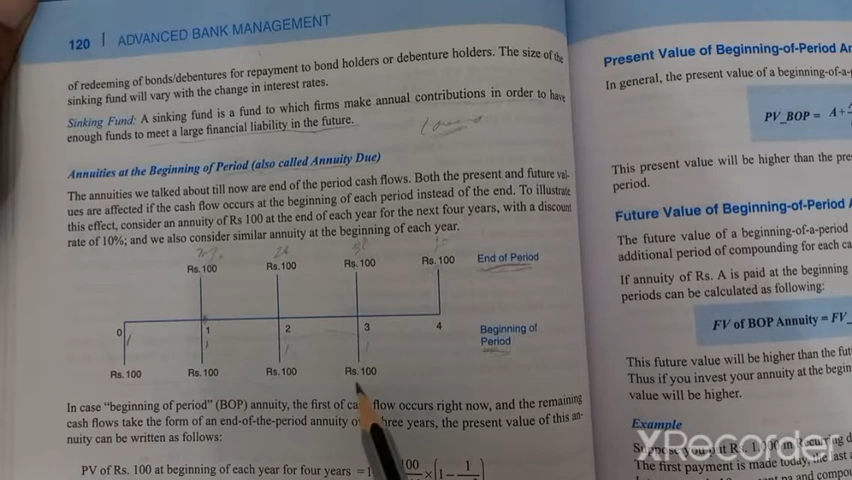 120 | ADVANCED BANK MANAGEMENT
of redeeming of bonds/debentures for repayment to bond holders or debenture holders. The size of the
sinking fund will vary with the change in interest rates.
Sinking Fund: A sinking fund is a fund to which firms make annual contributions in order to have
enough funds to meet a large financial liability in the future.
Annuities at the Beginning of Period (also called Annuity Due)
The annuities we talked about till now are end of the period cash flows. Both the present and future val-
ues are affected if the cash flow occurs at the beginning of each period instead of the end. To illustrate
this effect, consider an annuity of Rs 100 at the end of each year for the next four years, with a discount
rate of 10%; and we also consider similar annuity at the beginning of each year.
Rs. 100 Rs. 100 Rs. 100 Rs. 100 End of Period
0 1 2 3 4 Beginning of
Period
Rs. 100 Rs. 100 Rs. 100 Rs. 100
In case "beginning of period" (BOP) annuity, the first of flow occurs right now, and the remaining
cash flows take the form of an end-of-the-period annuity years, the present value of this an-
nuity can be written as follows:
PV of Rs. 100 at beginning of each year for four years = 1 100 × (1 − 1
Present Value of Beginning-of-Period
In general, the present value of a beginning-of-a-
PV_BOP = A+
This present value will be higher than the
period.
Future Value of Beginning-of-Period
The future value of a beginning-of-a-period
additional period of compounding for each
If annuity of Rs. A is paid at the beginning
periods can be calculated as following:
FV of BOP Annuity = FV_
This future value will be higher than the
Thus if you invest your annuity at the
value will be higher.
Example
Suppose you put Rs. 1,000 in Recurring
The first payment is made today, the
XRecorder